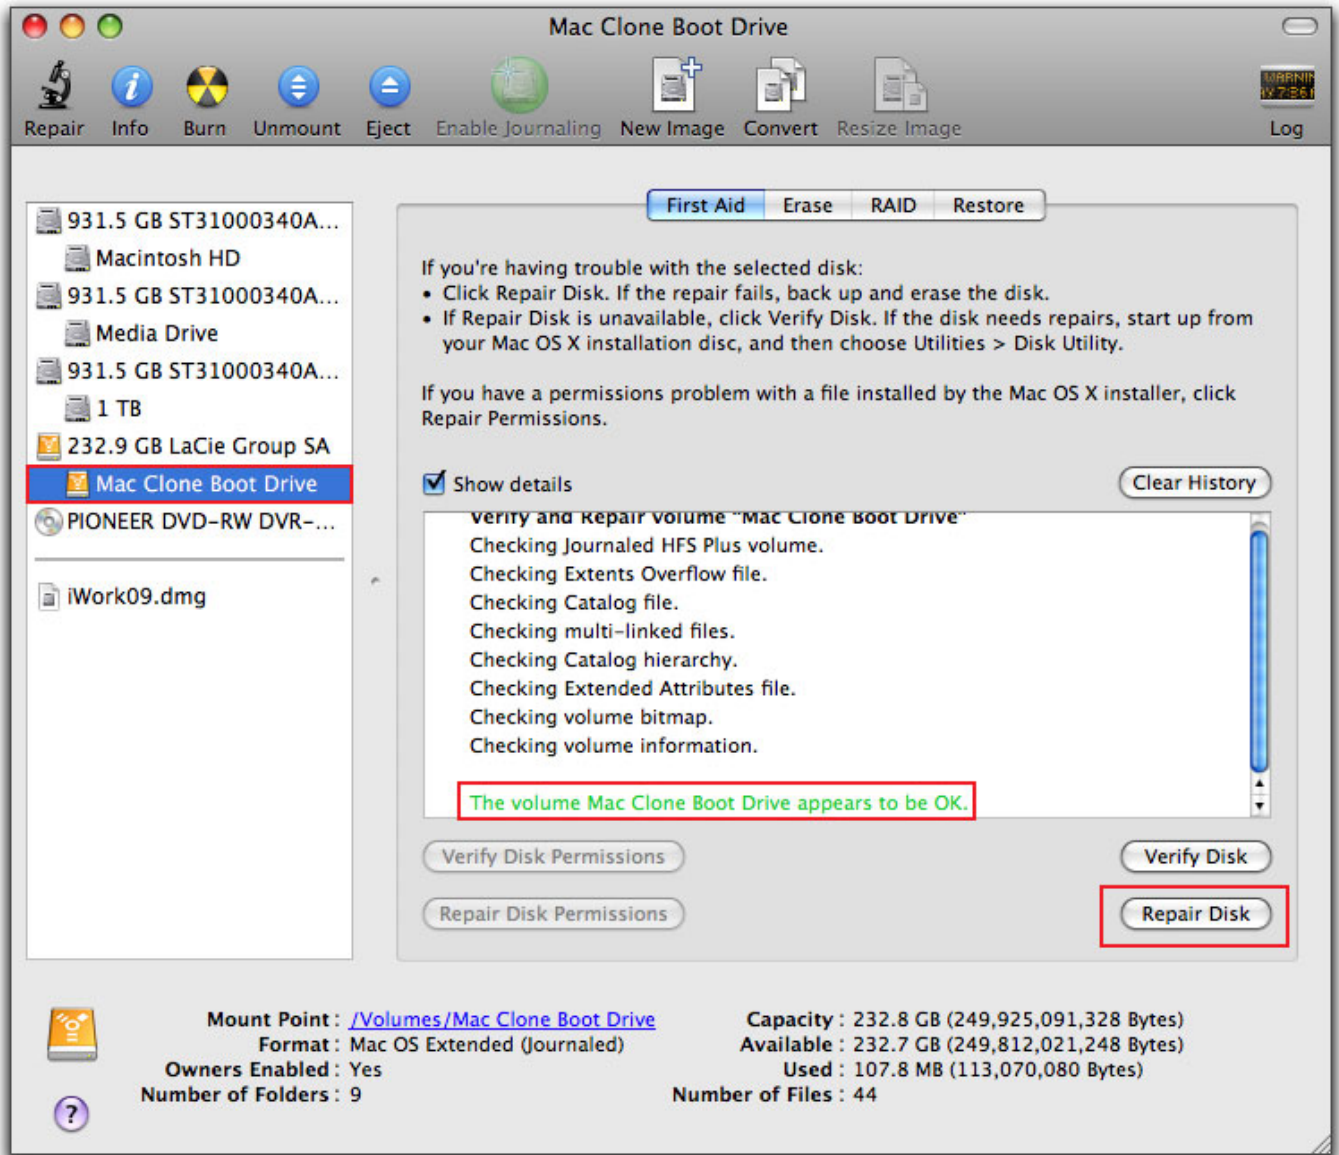 Mac Clone Boot Drive
Repair Info Burn Unmount Eject Enable Journaling New Image Convert Resize Image Log
First Aid Erase RAID Restore
931.5 GB ST31000340A...
Macintosh HD
931.5 GB ST31000340A...
Media Drive
931.5 GB ST31000340A...
1 TB
232.9 GB LaCie Group SA
Mac Clone Boot Drive
PIONEER DVD-RW DVR-...
iWork09.dmg
If you're having trouble with the selected disk:
• Click Repair Disk. If the repair fails, back up and erase the disk.
• If Repair Disk is unavailable, click Verify Disk. If the disk needs repairs, start up from
your Mac OS X installation disc, and then choose Utilities > Disk Utility.
If you have a permissions problem with a file installed by the Mac OS X installer, click
Repair Permissions.
Show details
Clear History
Verify and Repair volume "Mac Clone Boot Drive"
Checking Journaled HFS Plus volume.
Checking Extents Overflow file.
Checking Catalog file.
Checking multi-linked files.
Checking Catalog hierarchy.
Checking Extended Attributes file.
Checking volume bitmap.
Checking volume information.
The volume Mac Clone Boot Drive appears to be OK.
Verify Disk Permissions
Verify Disk
Repair Disk Permissions
Repair Disk
Mount Point : /Volumes/Mac Clone Boot Drive
Format : Mac OS Extended (Journaled)
Owners Enabled : Yes
Number of Folders : 9
Capacity : 232.8 GB (249,925,091,328 Bytes)
Available : 232.7 GB (249,812,021,248 Bytes)
Used : 107.8 MB (113,070,080 Bytes)
Number of Files : 44
?